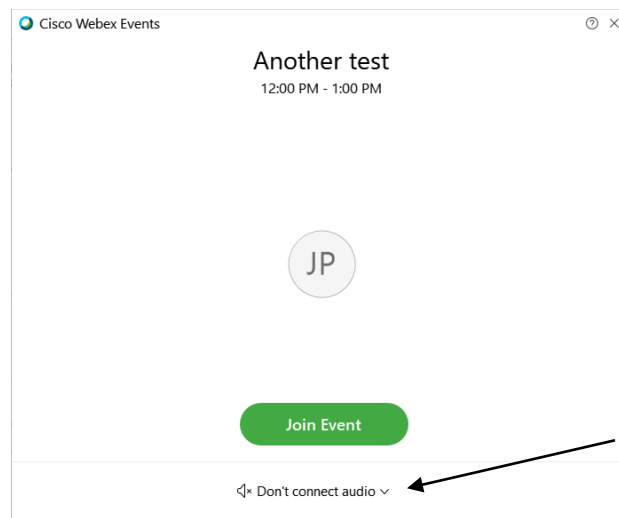 Cisco Webex Events
Another test
12:00 PM - 1:00 PM
JP
Join Event
Don't connect audio